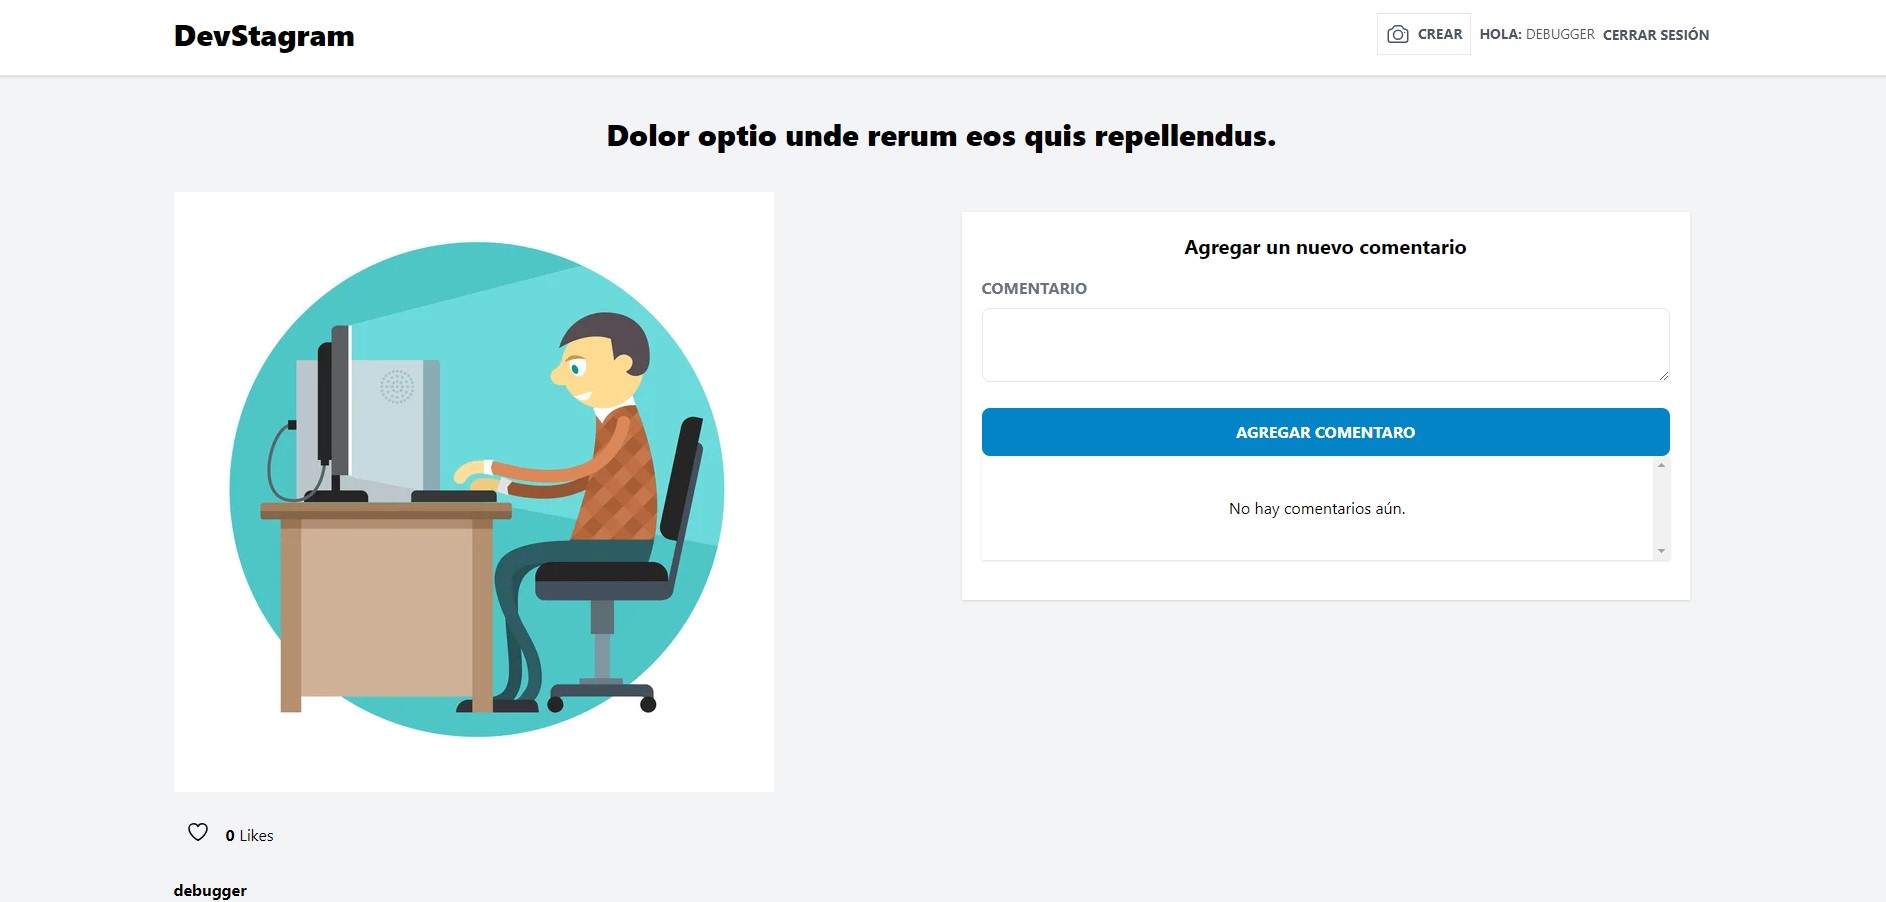 DevStagram
CREAR
HOLA: DEBUGGER
CERRAR SESIÓN
Dolor optio unde rerum eos quis repellendus.
Agregar un nuevo comentario
COMENTARIO
AGREGAR COMENTARO
No hay comentarios aún.
0 Likes
debugger